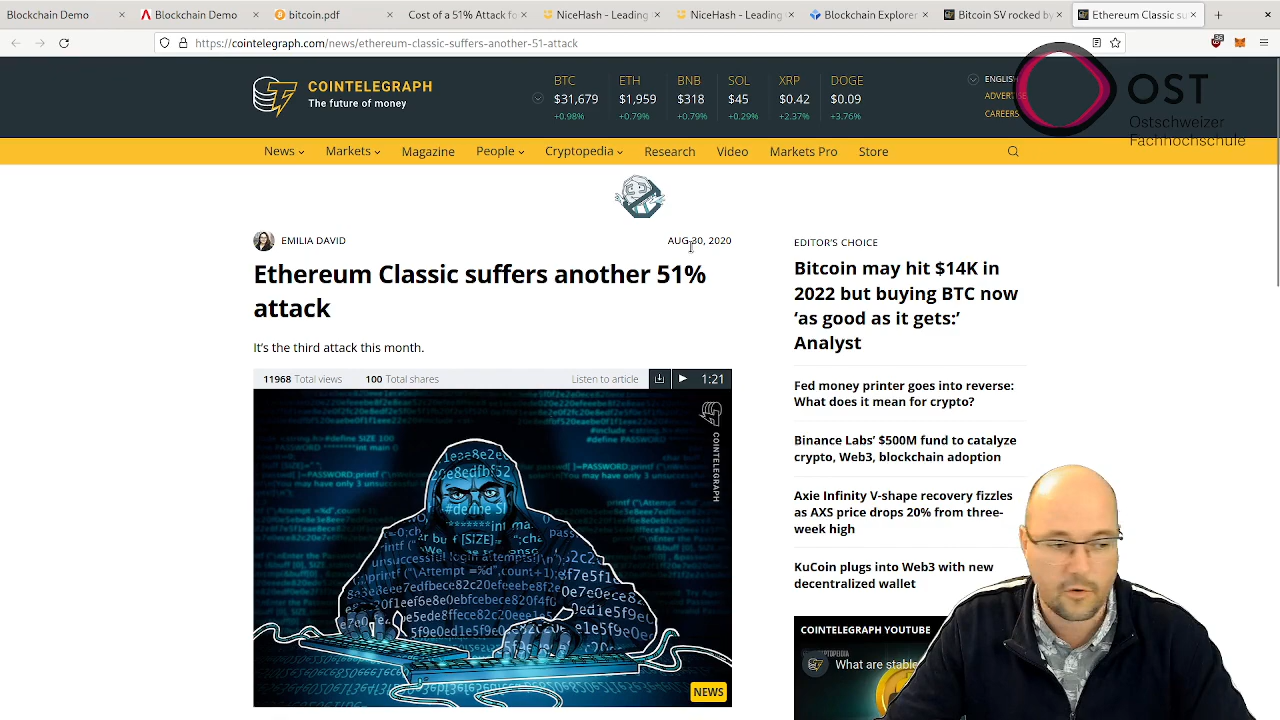 Blockchain Demo
Blockchain Demo
bitcoin.pdf
Cost of a 51% Attack fo
NiceHash - Leading
NiceHash - Leading
Blockchain Explorer
Bitcoin SV rocked by
Ethereum Classic su
https://cointelegraph.com/news/ethereum-classic-suffers-another-51-attack
38
COINTELEGRAPH
The future of money
BTC ETH BNB SOL XRP DOGE
$31,679 $1,959 $318 $45 $0.42 $0.09
+0.98% +0.79% +0.79% +0.29% +2.37% +3.76%
ENGLISH
ADVERTISE
CAREERS
OST
Ostschweizer
Fachhochschule
News Markets Magazine People Cryptopedia Research Video Markets Pro Store
EMILIA DAVID
AUG 30, 2020
Ethereum Classic suffers another 51%
attack
It's the third attack this month.
11968 Total views 100 Total shares Listen to article 1:21
COINTELEGRAPH
NEWS
EDITOR'S CHOICE
Bitcoin may hit $14K in
2022 but buying BTC now
‘as good as it gets:’
Analyst
Fed money printer goes into reverse:
What does it mean for crypto?
Binance Labs’ $500M fund to catalyze
crypto, Web3, blockchain adoption
Axie Infinity V-shape recovery fizzles
as AXS price drops 20% from three-
week high
KuCoin plugs into Web3 with new
decentralized wallet
COINTELEGRAPH YOUTUBE
What are stable